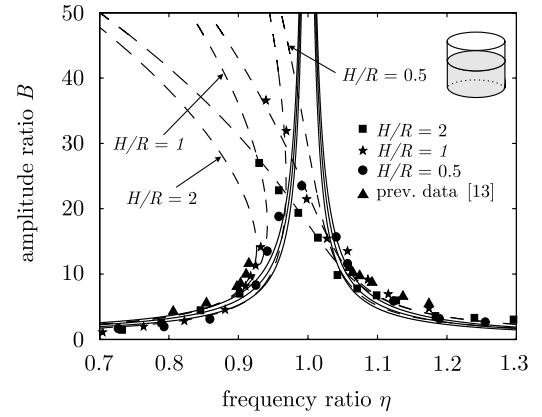 50
40
30
20
10
0
amplitude ratio B
H/R = 0.5
H/R = 1
H/R = 2
H/R = 2
H/R = 1
H/R = 0.5
prev. data [13]
0.7 0.8 0.9 1.0 1.1 1.2 1.3
frequency ratio η